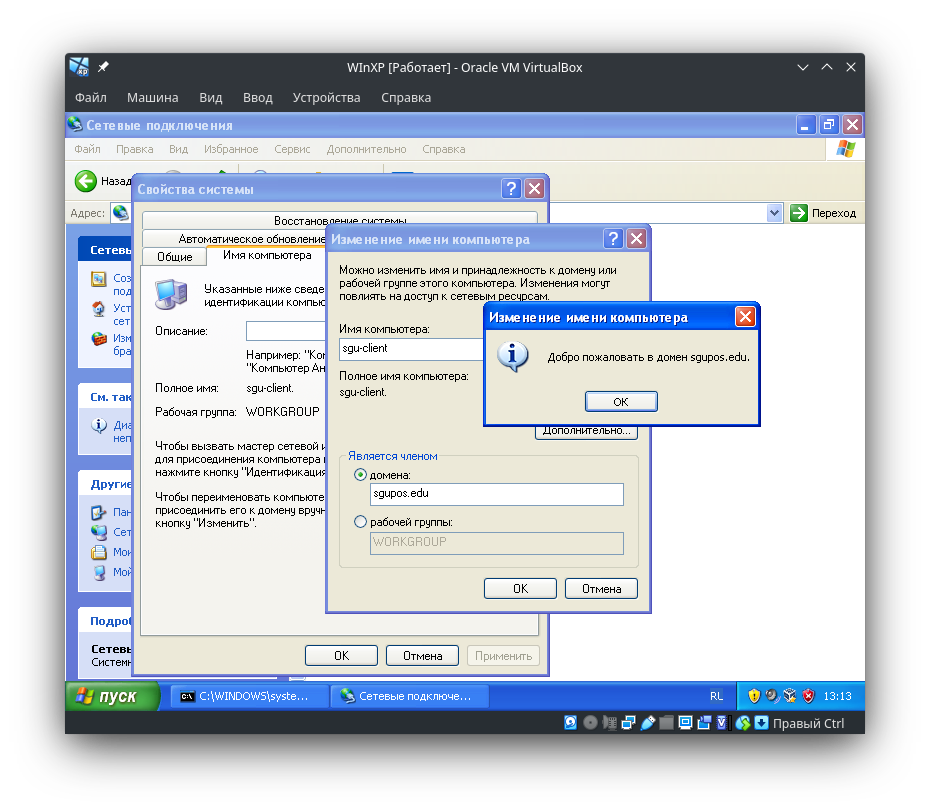 WInXP [Работает] - Oracle VM VirtualBox
Файл Машина Вид Ввод Устройства Справка
Сетевые подключения
Файл Правка Вид Избранное Сервис Дополнительно Справка
Назад
Адрес:
Переход
Свойства системы
Восстановление системы
Автоматическое обновление
Общие
Имя компьютера
Указанные ниже сведе
идентификации компью
Описание:
Например: "Ком
"Компьютер Ан
Полное имя: sgu-client.
Рабочая группа: WORKGROUP
Чтобы вызвать мастер сетевой и
для присоединения компьютера
нажмите кнопку "Идентификация
Чтобы переименовать компьюте
присоединить его к домену вручн
кнопку "Изменить".
OK Отмена Применить
Изменение имени компьютера
Можно изменить имя и принадлежность к домену или
рабочей группе этого компьютера. Изменения могут
повлиять на доступ к сетевым ресурсам.
Имя компьютера:
sgu-client
Полное имя компьютера:
sgu-client.
Дополнительно...
Является членом
домена:
sgupos.edu
рабочей группы:
WORKGROUP
OK Отмена
Изменение имени компьютера
Добро пожаловать в домен sgupos.edu.
OK
Сетевы
Соз
под
Уст
сет
Изм
бра
См. так
Диа
неп
Другие
Пан
Сет
Мои
Мой
Подроб
Сетевы
Системн
пуск
C:\WINDOWS\syste...
Сетевые подключе...
RL
13:13
Правый Ctrl